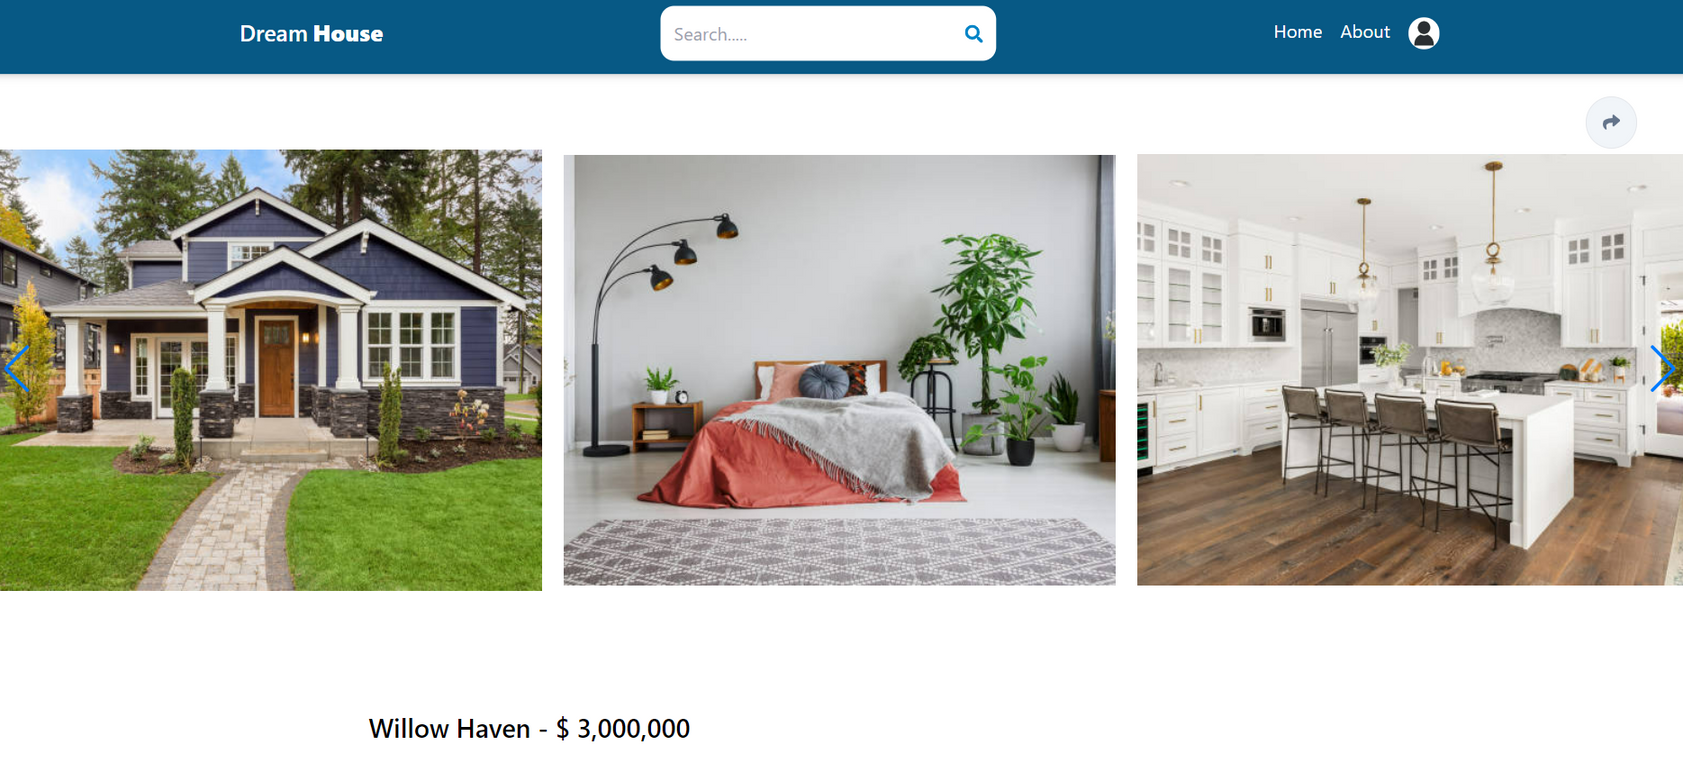 Dream House
Search.....
Home
About
Willow Haven - $ 3,000,000